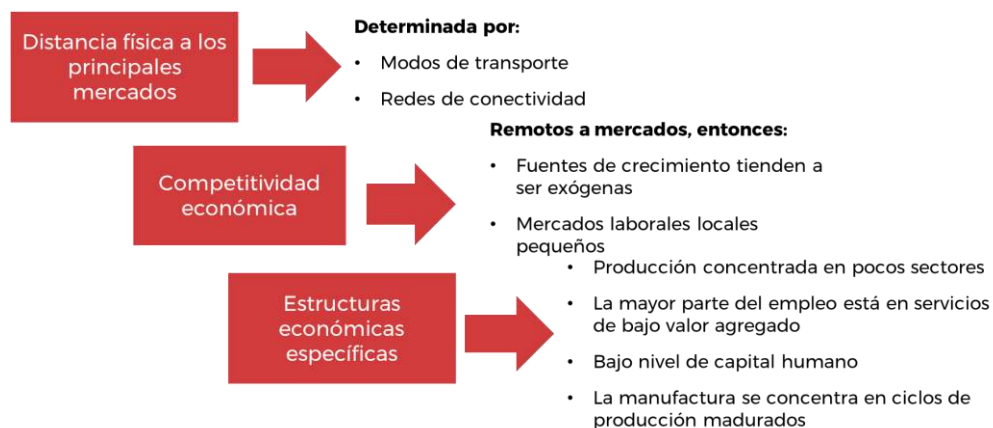 Distancia física a los
principales
mercados
Determinada por:
• Modos de transporte
• Redes de conectividad
Competitividad
económica
Remotos a mercados, entonces:
• Fuentes de crecimiento tienden a
ser exógenas
• Mercados laborales locales
pequeños
Estructuras
económicas
específicas
• Producción concentrada en pocos sectores
• La mayor parte del empleo está en servicios
de bajo valor agregado
• Bajo nivel de capital humano
• La manufactura se concentra en ciclos de
producción madurados